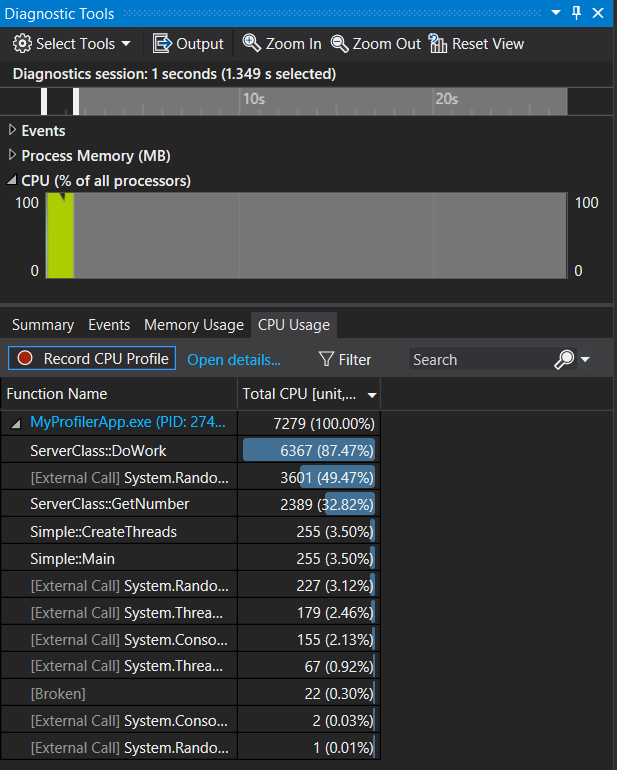 Diagnostic Tools
Select Tools Output Zoom In Zoom Out Reset View
Diagnostics session: 1 seconds (1.349 s selected)
10s 20s
Events
Process Memory (MB)
CPU (% of all processors)
100 100
0 0
Summary Events Memory Usage CPU Usage
Record CPU Profile Open details... Filter Search
Function Name Total CPU [unit,...
MyProfilerApp.exe (PID: 274... 7279 (100.00%)
ServerClass::DoWork 6367 (87.47%)
[External Call] System.Rando... 3601 (49.47%)
ServerClass::GetNumber 2389 (32.82%)
Simple::CreateThreads 255 (3.50%)
Simple::Main 255 (3.50%)
[External Call] System.Rando... 227 (3.12%)
[External Call] System.Threa... 179 (2.46%)
[External Call] System.Conso... 155 (2.13%)
[External Call] System.Threa... 67 (0.92%)
[Broken] 22 (0.30%)
[External Call] System.Conso... 2 (0.03%)
[External Call] System.Rando... 1 (0.01%)